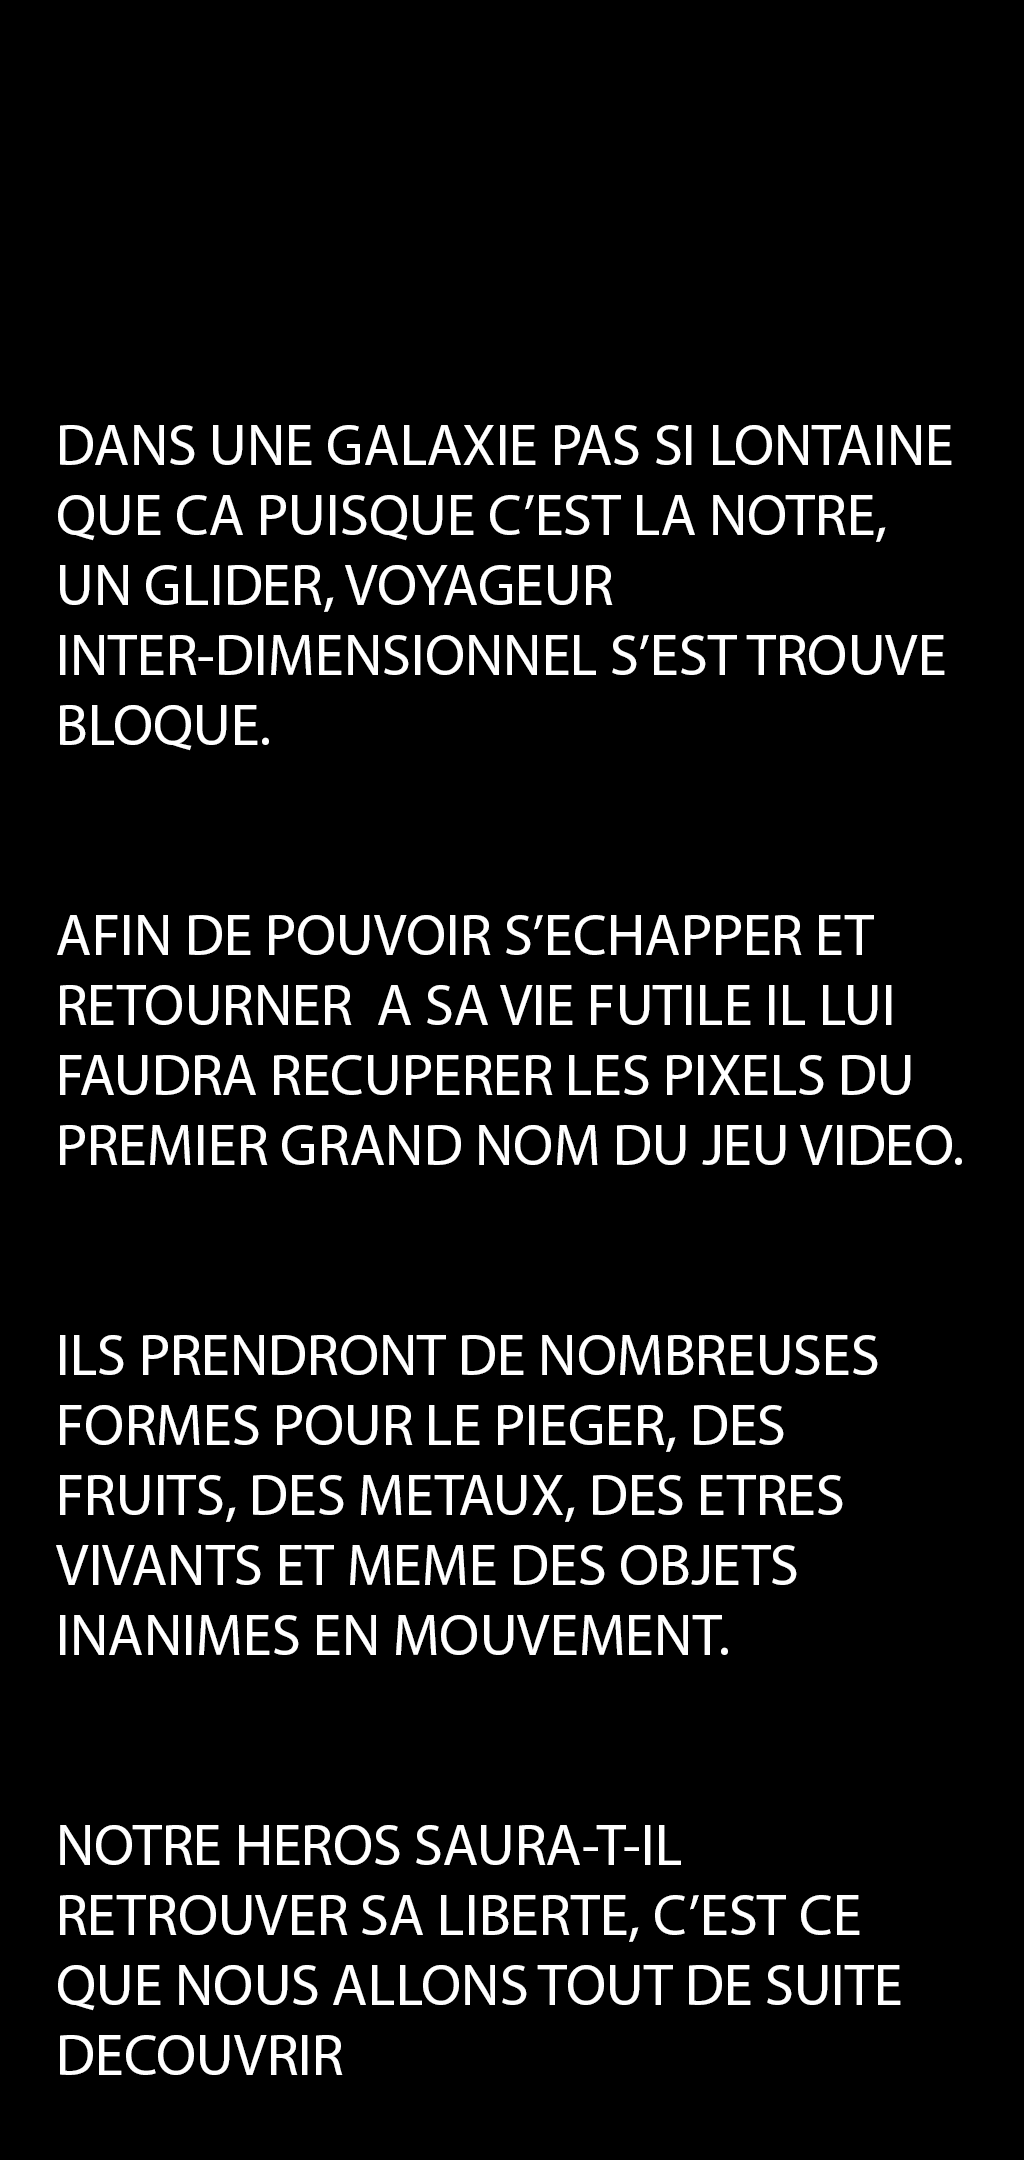 DANS UNE GALAXIE PAS SI LONTAINE
QUE CA PUISQUE C’EST LA NOTRE,
UN GLIDER, VOYAGEUR
INTER-DIMENSIONNEL S’EST TROUVE
BLOQUE.
AFIN DE POUVOIR S’ECHAPPER ET
RETOURNER  A SA VIE FUTILE IL LUI
FAUDRA RECUPERER LES PIXELS DU
PREMIER GRAND NOM DU JEU VIDEO.
ILS PRENDRONT DE NOMBREUSES
FORMES POUR LE PIEGER, DES
FRUITS, DES METAUX, DES ETRES
VIVANTS ET MEME DES OBJETS
INANIMES EN MOUVEMENT.
NOTRE HEROS SAURA-T-IL
RETROUVER SA LIBERTE, C’EST CE
QUE NOUS ALLONS TOUT DE SUITE
DECOUVRIR